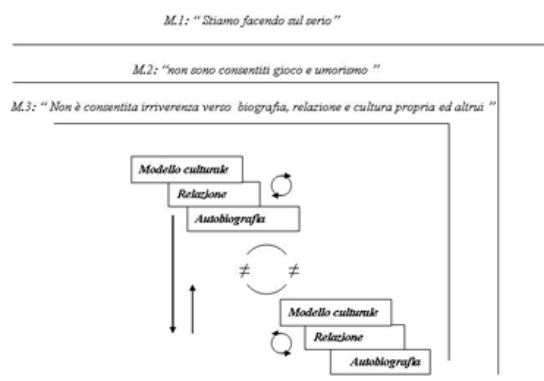 M.1: “ Stiamo facendo sul serio”
M.2: “non sono consentiti gioco e umorismo ”
M.3: “ Non è consentita irriverenza verso biografia, relazione e cultura propria ed altrui ”
Modello culturale
Relazione
Autobiografia
≠ ≠
Modello culturale
Relazione
Autobiografia